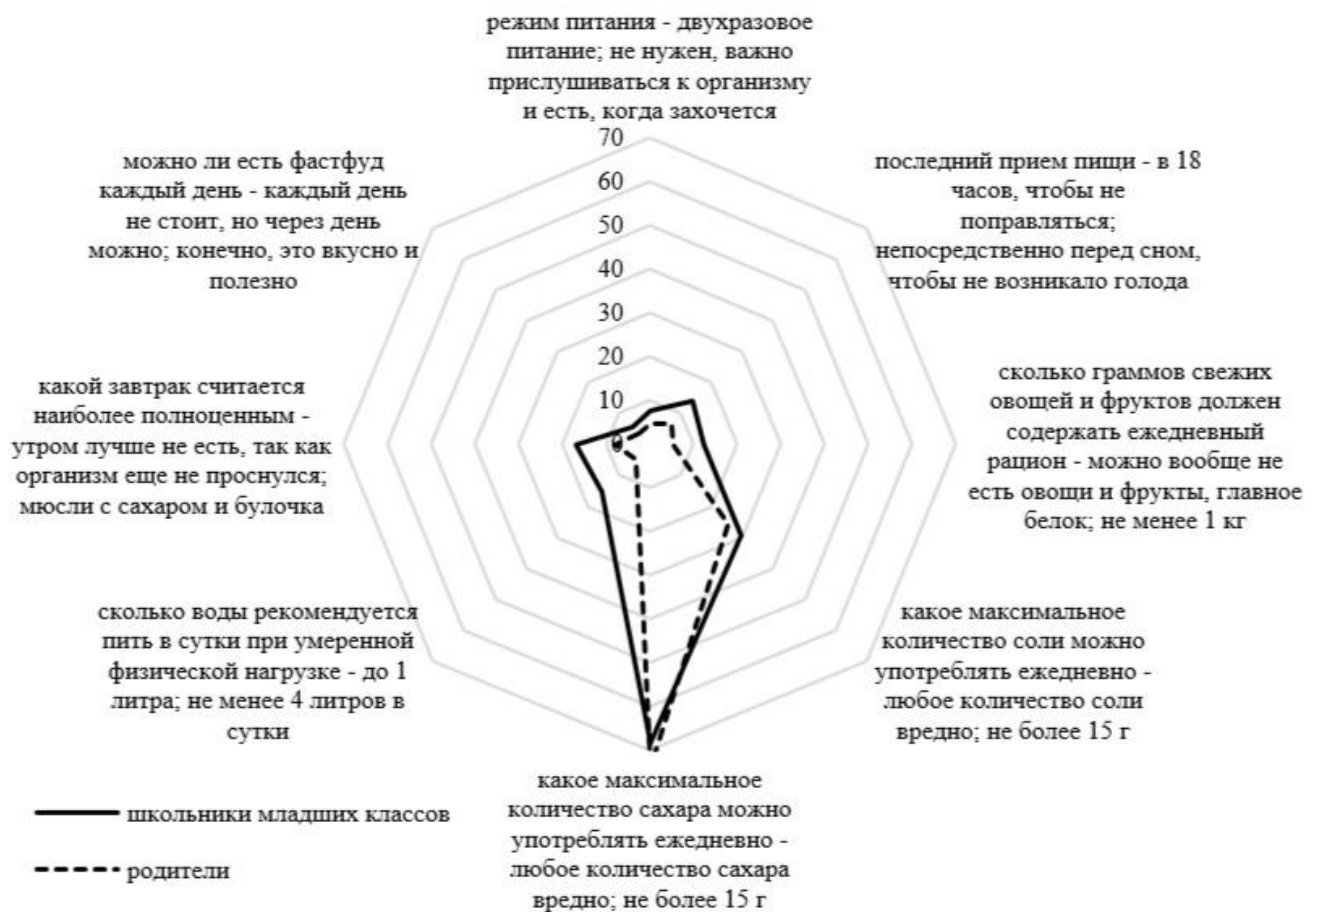 режим питания - двухразовое
питание; не нужен, важно
прислушиваться к организму
и есть, когда захочется
70
60
50
40
30
20
10
0
последний прием пищи - в 18
часов, чтобы не
поправляться;
непосредственно перед сном,
чтобы не возникало голода
сколько граммов свежих
овощей и фруктов должен
содержать ежедневный
рацион - можно вообще не
есть овощи и фрукты, главное
белок; не менее 1 кг
какое максимальное
количество соли можно
употреблять ежедневно -
любое количество соли
вредно; не более 15 г
какое максимальное
количество сахара можно
употреблять ежедневно -
любое количество сахара
вредно; не более 15 г
сколько воды рекомендуется
пить в сутки при умеренной
физической нагрузке - до 1
литра; не менее 4 литров в
сутки
какой завтрак считается
наиболее полноценным -
утром лучше не есть, так как
организм еще не проснулся;
мюсли с сахаром и булочка
можно ли есть фастфуд
каждый день - каждый день
не стоит, но через день
можно; конечно, это вкусно и
полезно
школьники младших классов
родители